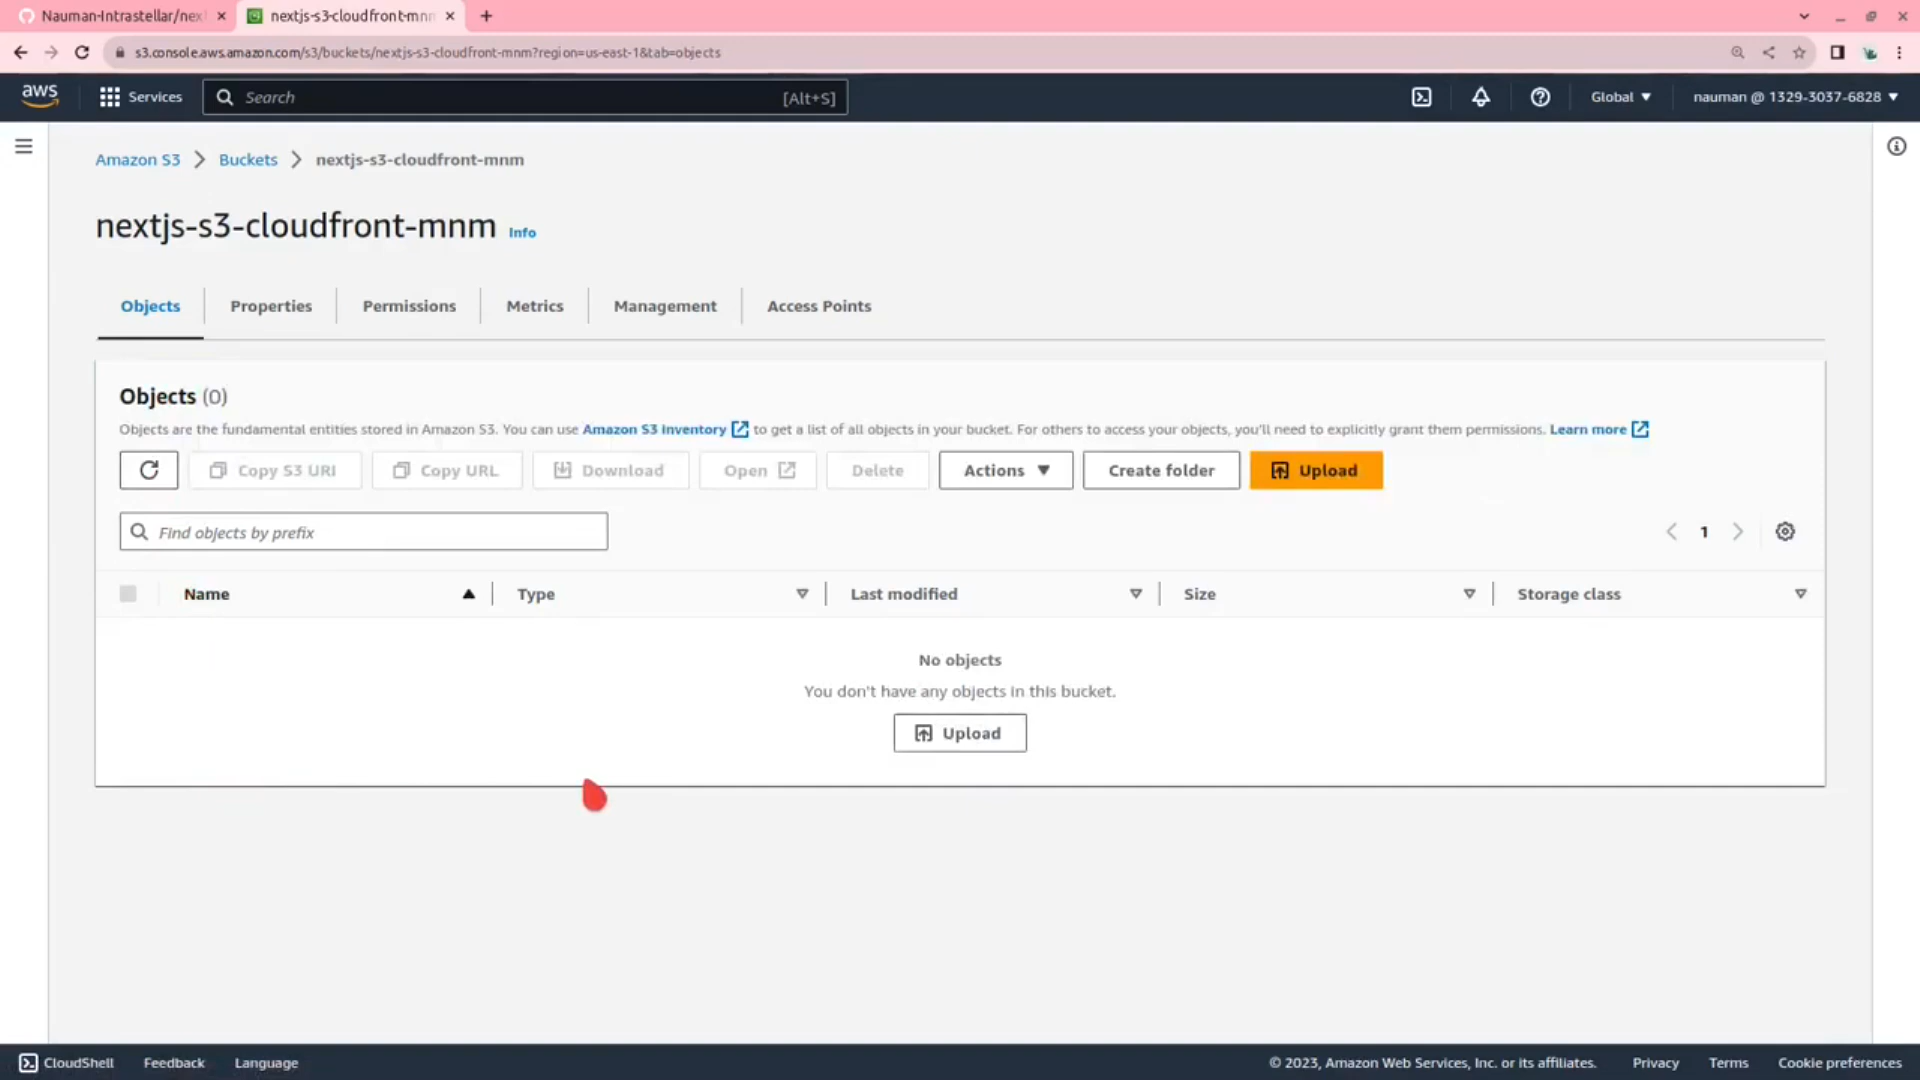 Nauman-Intrastellar/nex
nextjs-s3-cloudfront-mnm
s3.console.aws.amazon.com/s3/buckets/nextjs-s3-cloudfront-mnm?region=us-east-1&tab=objects
aws
Services
Search
[Alt+S]
Global
nauman @ 1329-3037-6828
Amazon S3 > Buckets > nextjs-s3-cloudfront-mnm
nextjs-s3-cloudfront-mnm Info
Objects
Properties
Permissions
Metrics
Management
Access Points
Objects (0)
Objects are the fundamental entities stored in Amazon S3. You can use Amazon S3 inventory to get a list of all objects in your bucket. For others to access your objects, you'll need to explicitly grant them permissions. Learn more
Copy S3 URI
Copy URL
Download
Open
Delete
Actions
Create folder
Upload
Find objects by prefix
1
Name
Type
Last modified
Size
Storage class
No objects
You don't have any objects in this bucket.
Upload
CloudShell
Feedback
Language
© 2023, Amazon Web Services, Inc. or its affiliates.
Privacy
Terms
Cookie preferences